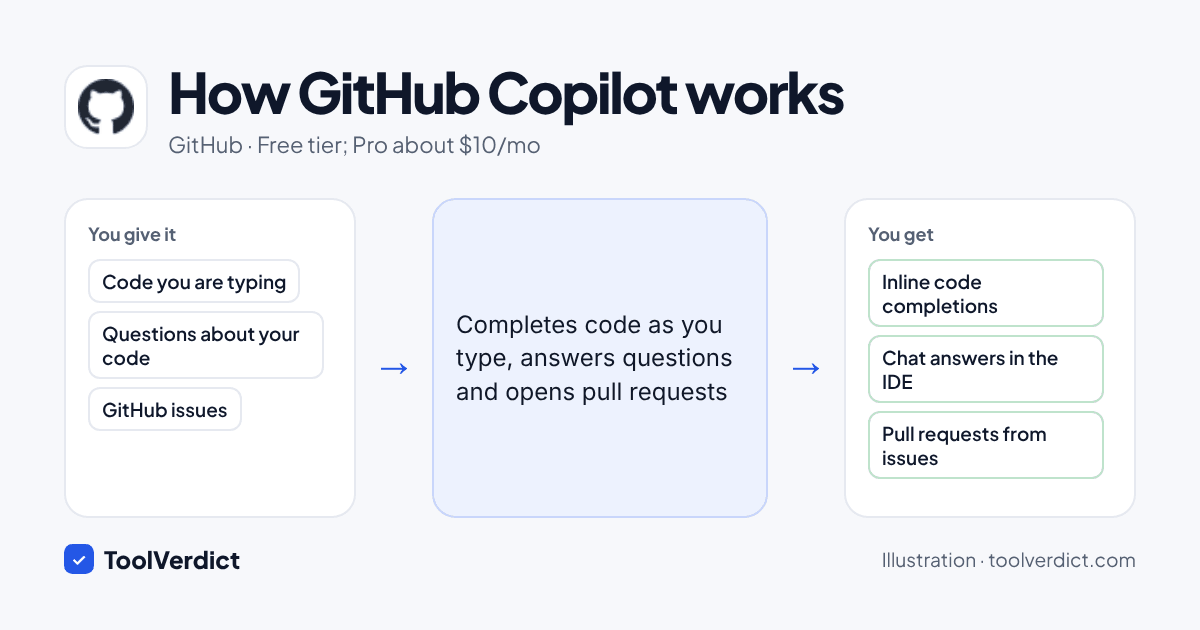 How GitHub Copilot works
GitHub · Free tier; Pro about $10/mo
You give it
Code you are typing
Questions about your
code
GitHub issues
→
Completes code as you
type, answers questions
and opens pull requests
→
You get
Inline code
completions
Chat answers in the
IDE
Pull requests from
issues
ToolVerdict
Illustration · toolverdict.com